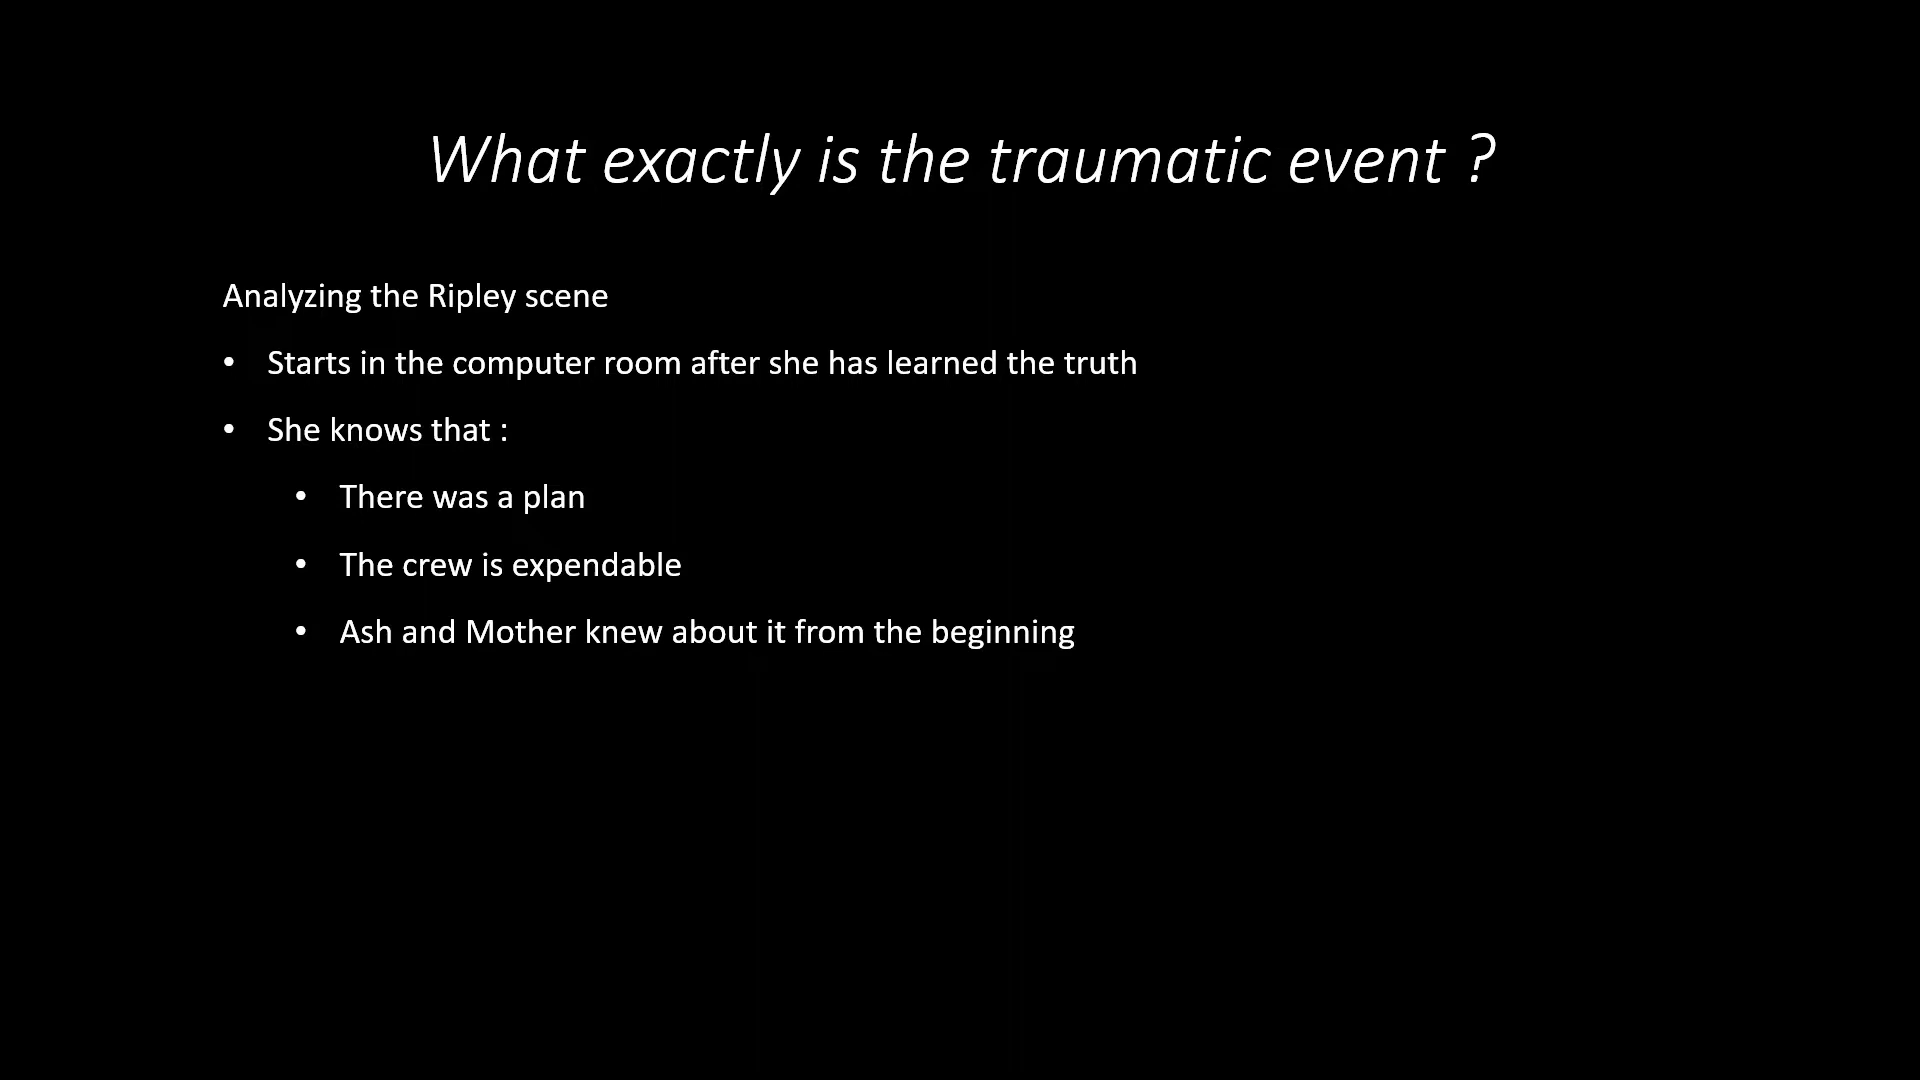 What exactly is the traumatic event ?
Analyzing the Ripley scene
• Starts in the computer room after she has learned the truth
• She knows that :
• There was a plan
• The crew is expendable
• Ash and Mother knew about it from the beginning